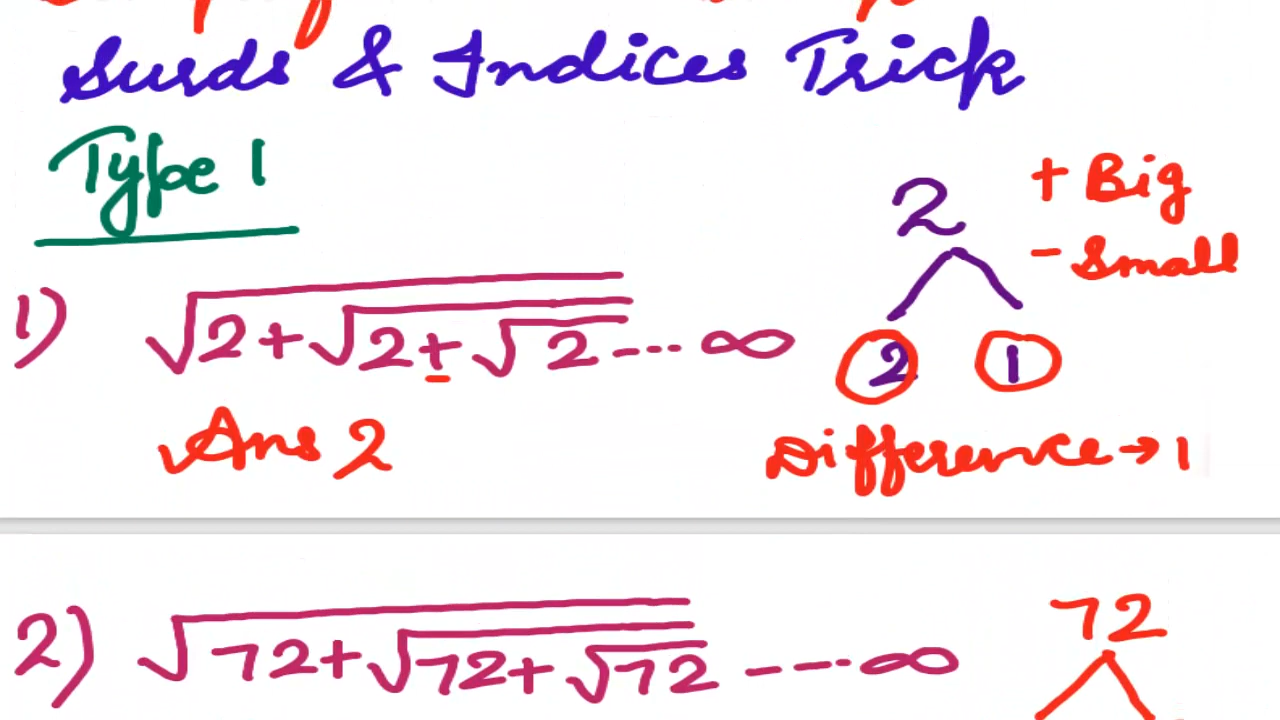 Surds & Indices Trick
Type 1
2
+ Big
- Small
1) √2+√2+√2--- ∞
2 1
Ans 2
Difference→1
2) √72+√72+√72 ----∞
72